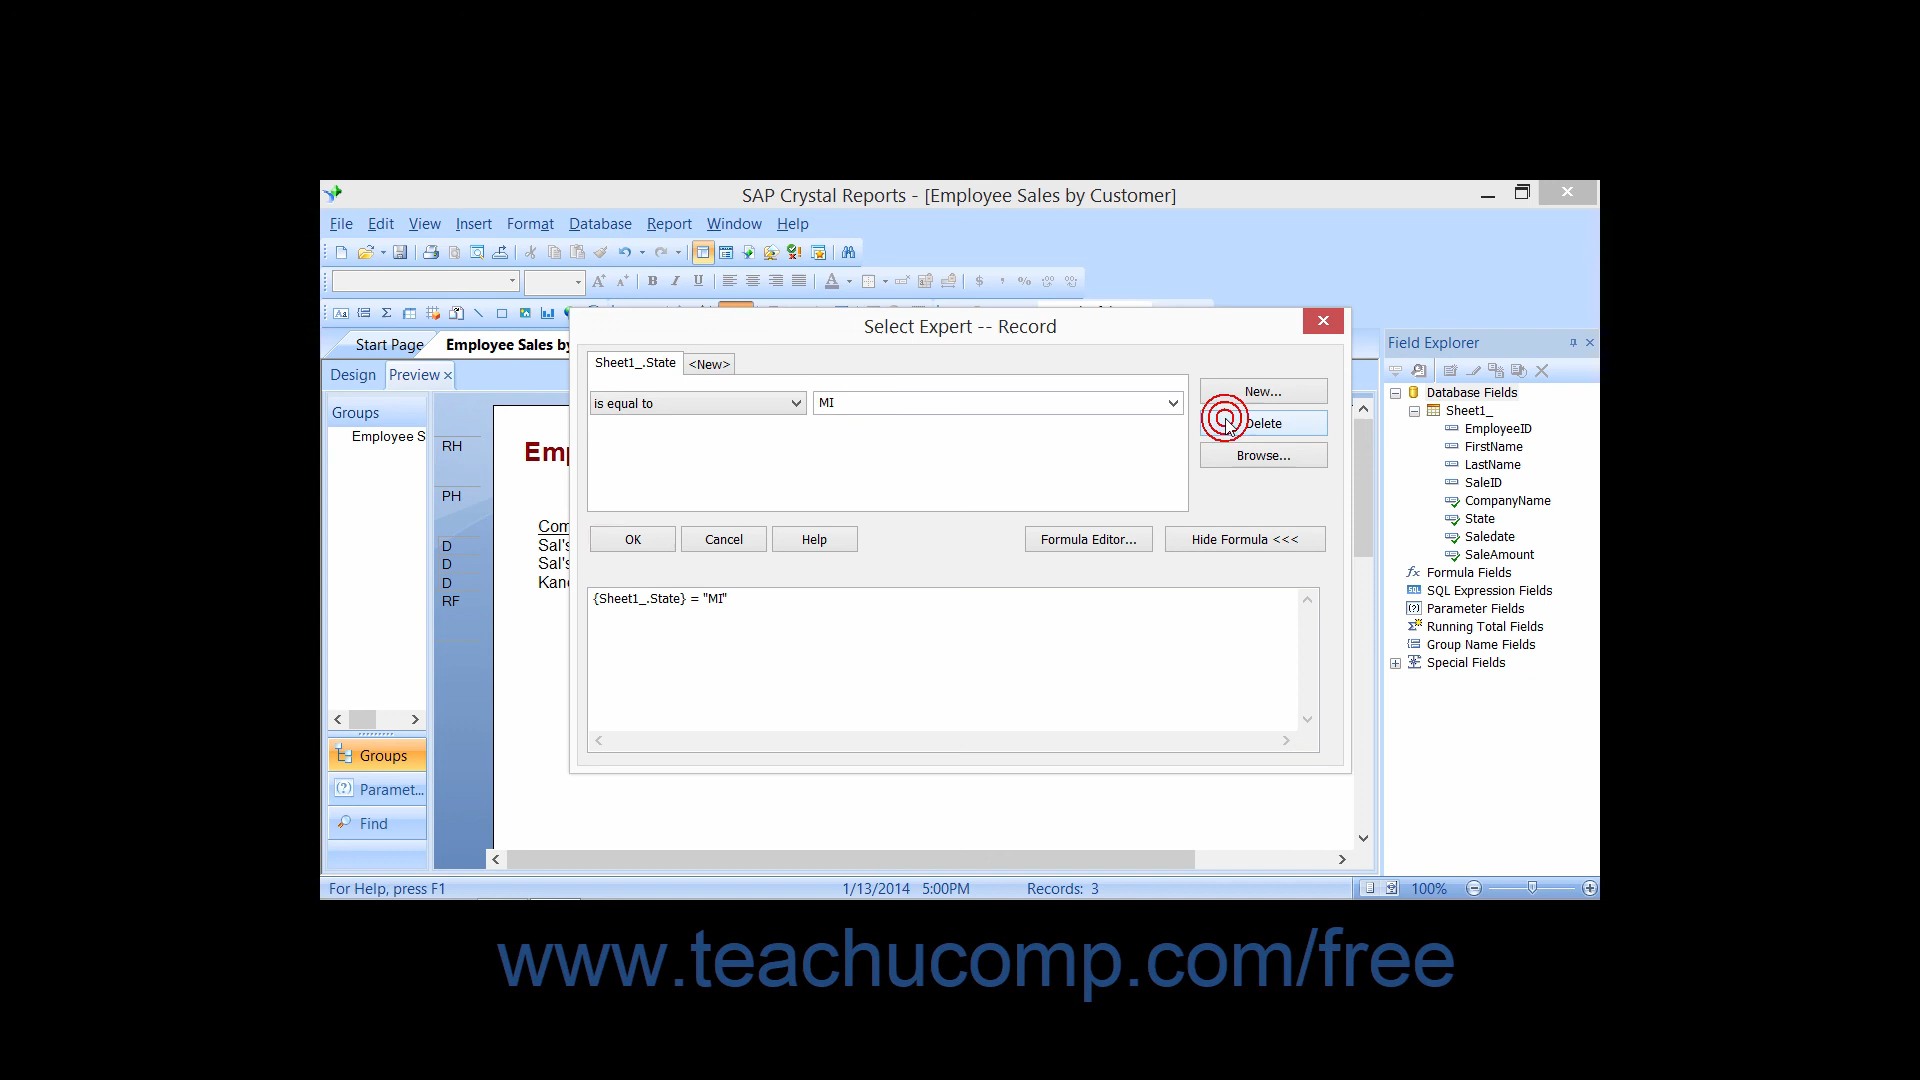 SAP Crystal Reports - [Employee Sales by Customer]
File Edit View Insert Format Database Report Window Help
Start Page Employee Sales by
Design Preview
Groups
Employee S
RH
PH
D
D
D
RF
Emp
Com
Sal's
Sal's
Kan
Select Expert -- Record
Sheet1_.State <New>
is equal to MI
New...
Delete
Browse...
OK Cancel Help Formula Editor... Hide Formula <<<
{Sheet1_.State} = "MI"
Field Explorer
Database Fields
Sheet1_
EmployeeID
FirstName
LastName
SaleID
CompanyName
State
Saledate
SaleAmount
Formula Fields
SQL Expression Fields
Parameter Fields
Running Total Fields
Group Name Fields
Special Fields
Groups
Paramet...
Find
For Help, press F1 1/13/2014 5:00PM Records: 3 100%
www.teachucomp.com/free